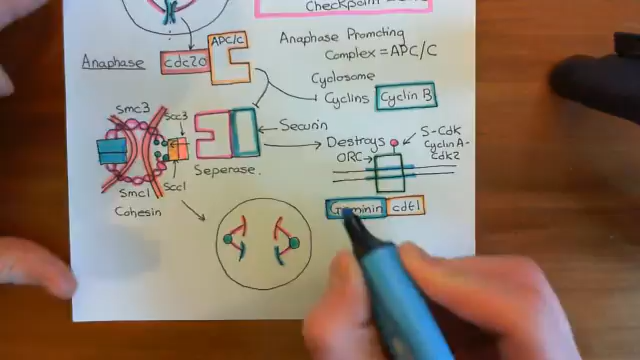 Checkpoint
APC/C
Anaphase
cdc20
Anaphase Promoting
Complex = APC/C
Cyclosome
Cyclins
Cyclin B
Smc3
Scc3
Securin
Destroys
S-Cdk
Cyclin A-
Cdk2
ORC
Seperase.
Smc1
Scc1
Cohesin
Geminin
cdt1